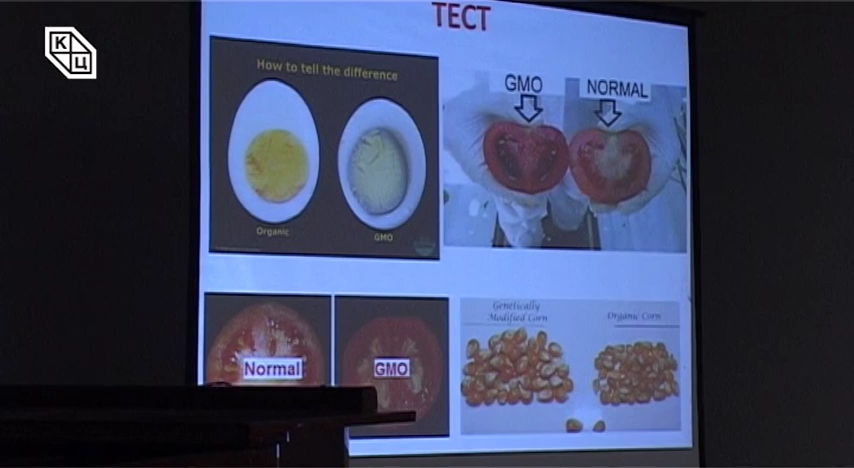 К
Ц
ТЕСТ
How to tell the difference
Organic
GMO
GMO
NORMAL
Normal
GMO
Genetically
Modified Corn
Organic Corn